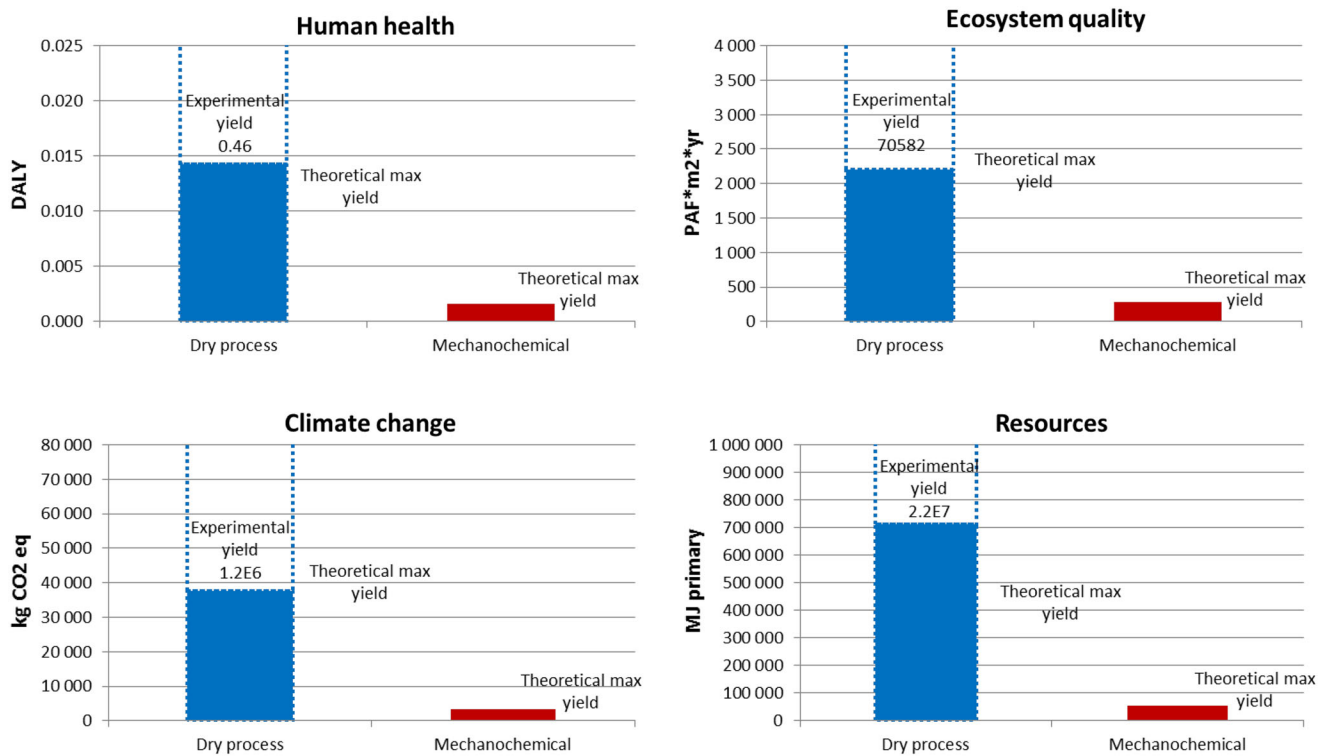 Human health
0.025
0.020
0.015
0.010
0.005
0.000
DALY
Experimental
yield
0.46
Theoretical max
yield
Theoretical max
yield
Dry process
Mechanochemical
Ecosystem quality
4 000
3 500
3 000
2 500
2 000
1 500
1 000
500
0
PAF*m2*yr
Experimental
yield
70582
Theoretical max
yield
Theoretical max
yield
Dry process
Mechanochemical
Climate change
80 000
70 000
60 000
50 000
40 000
30 000
20 000
10 000
0
kg CO2 eq
Experimental
yield
1.2E6
Theoretical max
yield
Theoretical max
yield
Dry process
Mechanochemical
Resources
1 000 000
900 000
800 000
700 000
600 000
500 000
400 000
300 000
200 000
100 000
0
MJ primary
Experimental
yield
2.2E7
Theoretical max
yield
Theoretical max
yield
Dry process
Mechanochemical